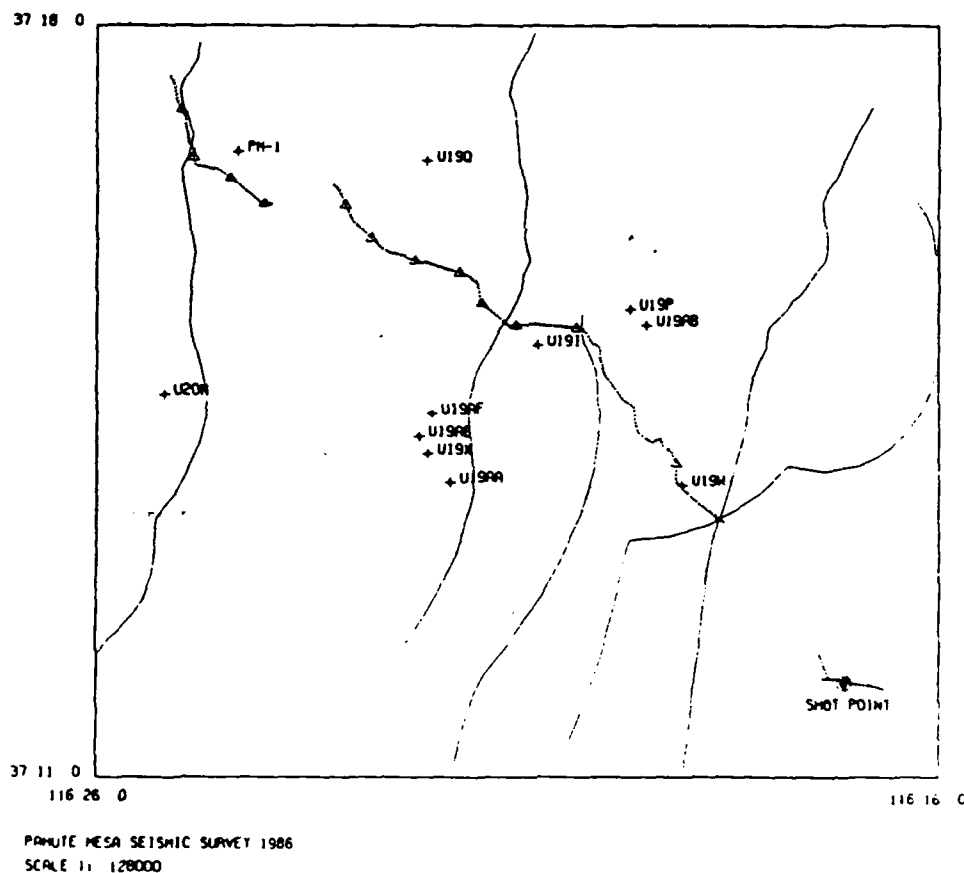 37 18 0
PM-1
U19Q
U19P
U19AB
U19I
U20N
U19AF
U19AE
U19X
U19AA
U19W
SHOT POINT
37 11 0
116 26 0
116 16 0
PAHUTE MESA SEISMIC SURVEY 1986
SCALE 1: 128000